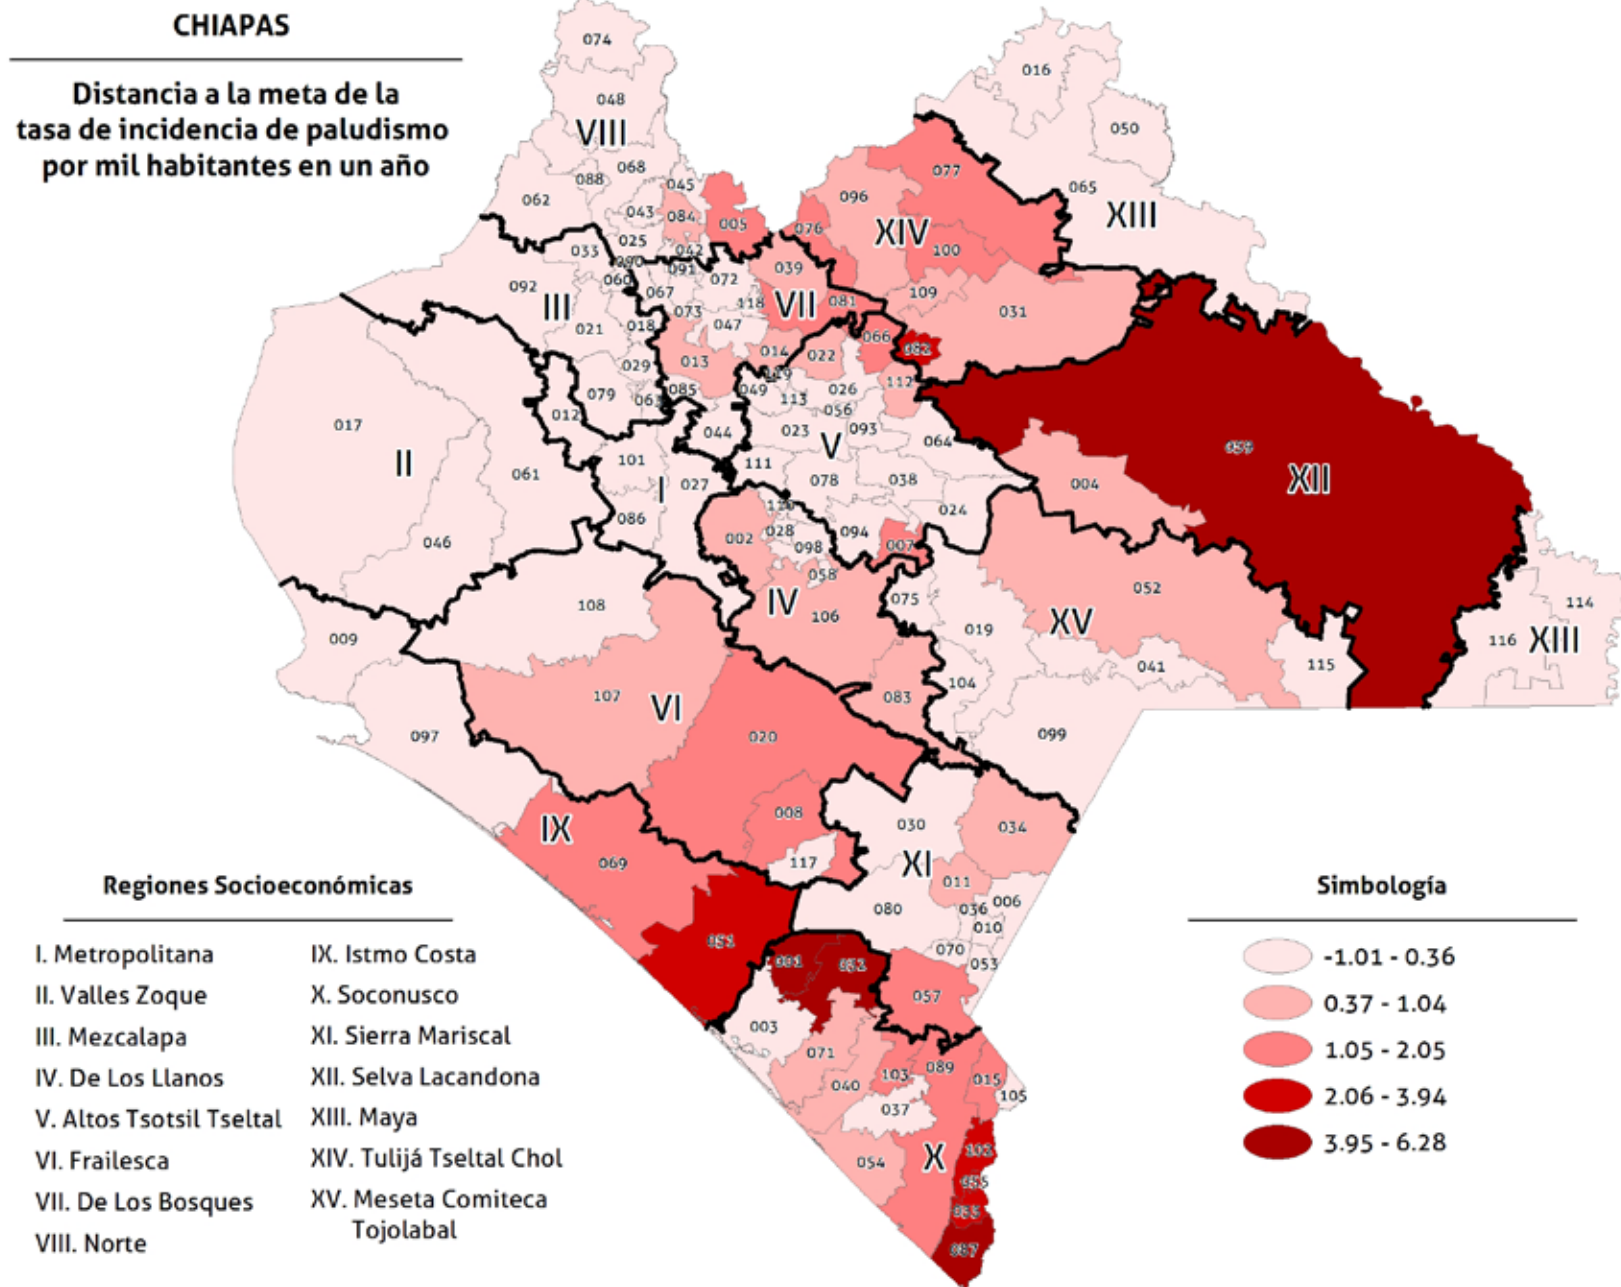 CHIAPAS
Distancia a la meta de la
tasa de incidencia de paludismo
por mil habitantes en un año
074
016
048
VIII
050
068
088
062
045
043
084
005
025
042
033
077
065
XIII
096
XIV
076
100
039
109
031
091
072
060
067
092
III
118
VII
081
073
018
047
021
066
082
013
014
022
029
119
112
085
049
026
079
113
063
012
056
017
044
023
093
V
064
II
101
111
061
I
027
078
038
059
XII
004
086
110
024
002
028
094
007
046
098
058
052
108
IV
106
075
019
XV
114
009
116
XIII
041
115
104
107
VI
083
097
020
099
008
030
034
IX
069
117
XI
011
006
080
036
010
051
070
053
001
032
057
003
071
103
089
015
040
105
037
X
102
054
055
087
Regiones Socioeconómicas
I. Metropolitana
II. Valles Zoque
III. Mezcalapa
IV. De Los Llanos
V. Altos Tsotsil Tseltal
VI. Frailesca
VII. De Los Bosques
VIII. Norte
IX. Istmo Costa
X. Soconusco
XI. Sierra Mariscal
XII. Selva Lacandona
XIII. Maya
XIV. Tulijá Tseltal Chol
XV. Meseta Comiteca
Tojolabal
Simbología
-1.01 - 0.36
0.37 - 1.04
1.05 - 2.05
2.06 - 3.94
3.95 - 6.28